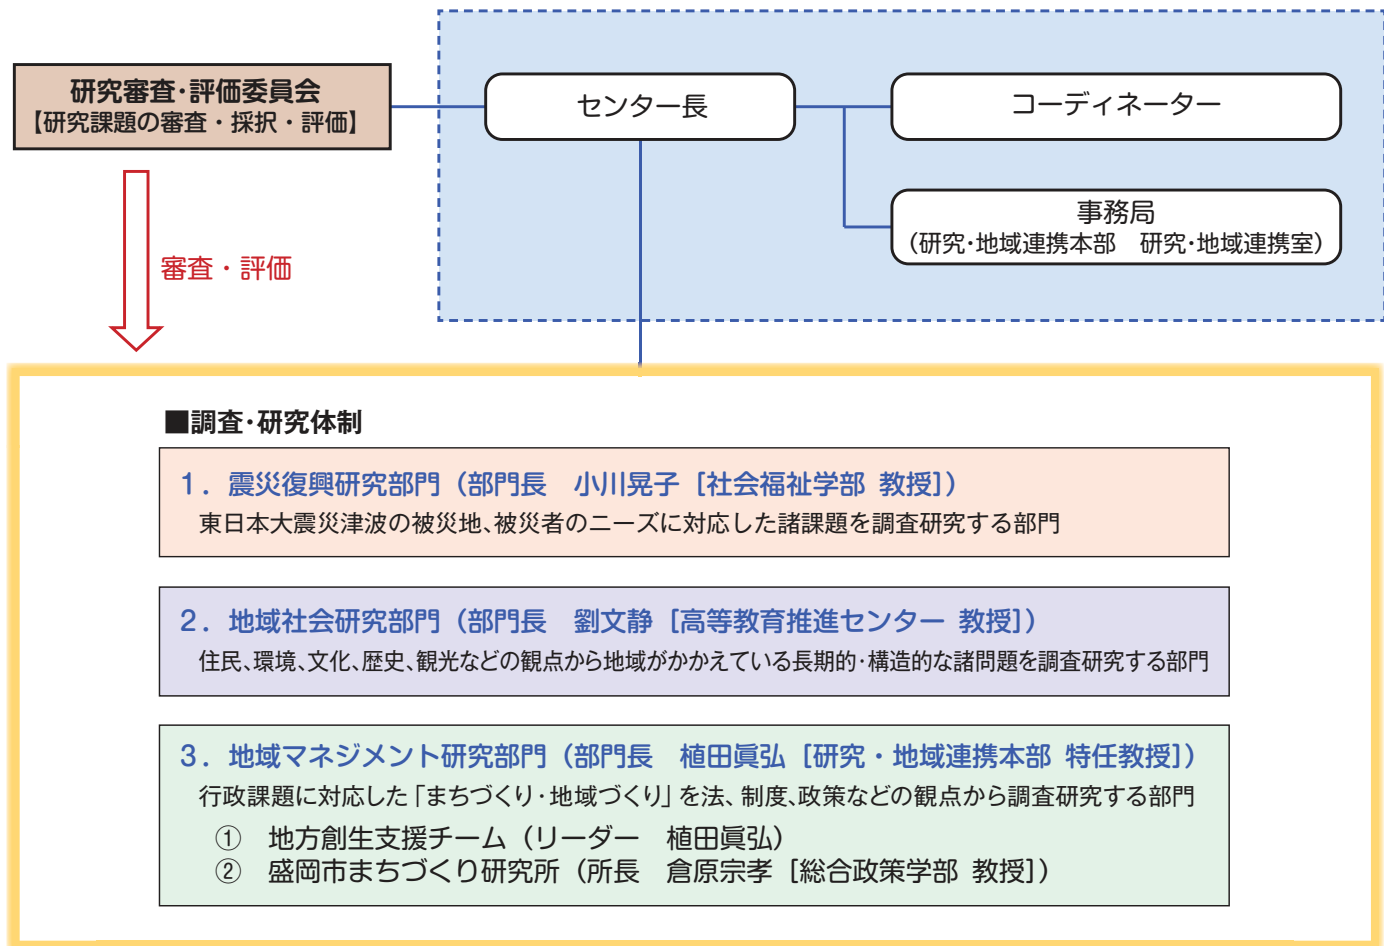 研究審査・評価委員会
【研究課題の審査・採択・評価】
センター長
コーディネーター
事務局
（研究・地域連携本部　研究・地域連携室）
審査・評価
■調査・研究体制
1．震災復興研究部門（部門長　小川晃子［社会福祉学部 教授］）
東日本大震災津波の被災地、被災者のニーズに対応した諸課題を調査研究する部門
2．地域社会研究部門（部門長　劉文静［高等教育推進センター 教授］）
住民、環境、文化、歴史、観光などの観点から地域がかかえている長期的・構造的な諸問題を調査研究する部門
3．地域マネジメント研究部門（部門長　植田眞弘［研究・地域連携本部 特任教授］）
行政課題に対応した「まちづくり・地域づくり」を法、制度、政策などの観点から調査研究する部門
①　地方創生支援チーム（リーダー　植田眞弘）
②　盛岡市まちづくり研究所（所長　倉原宗孝［総合政策学部 教授］）